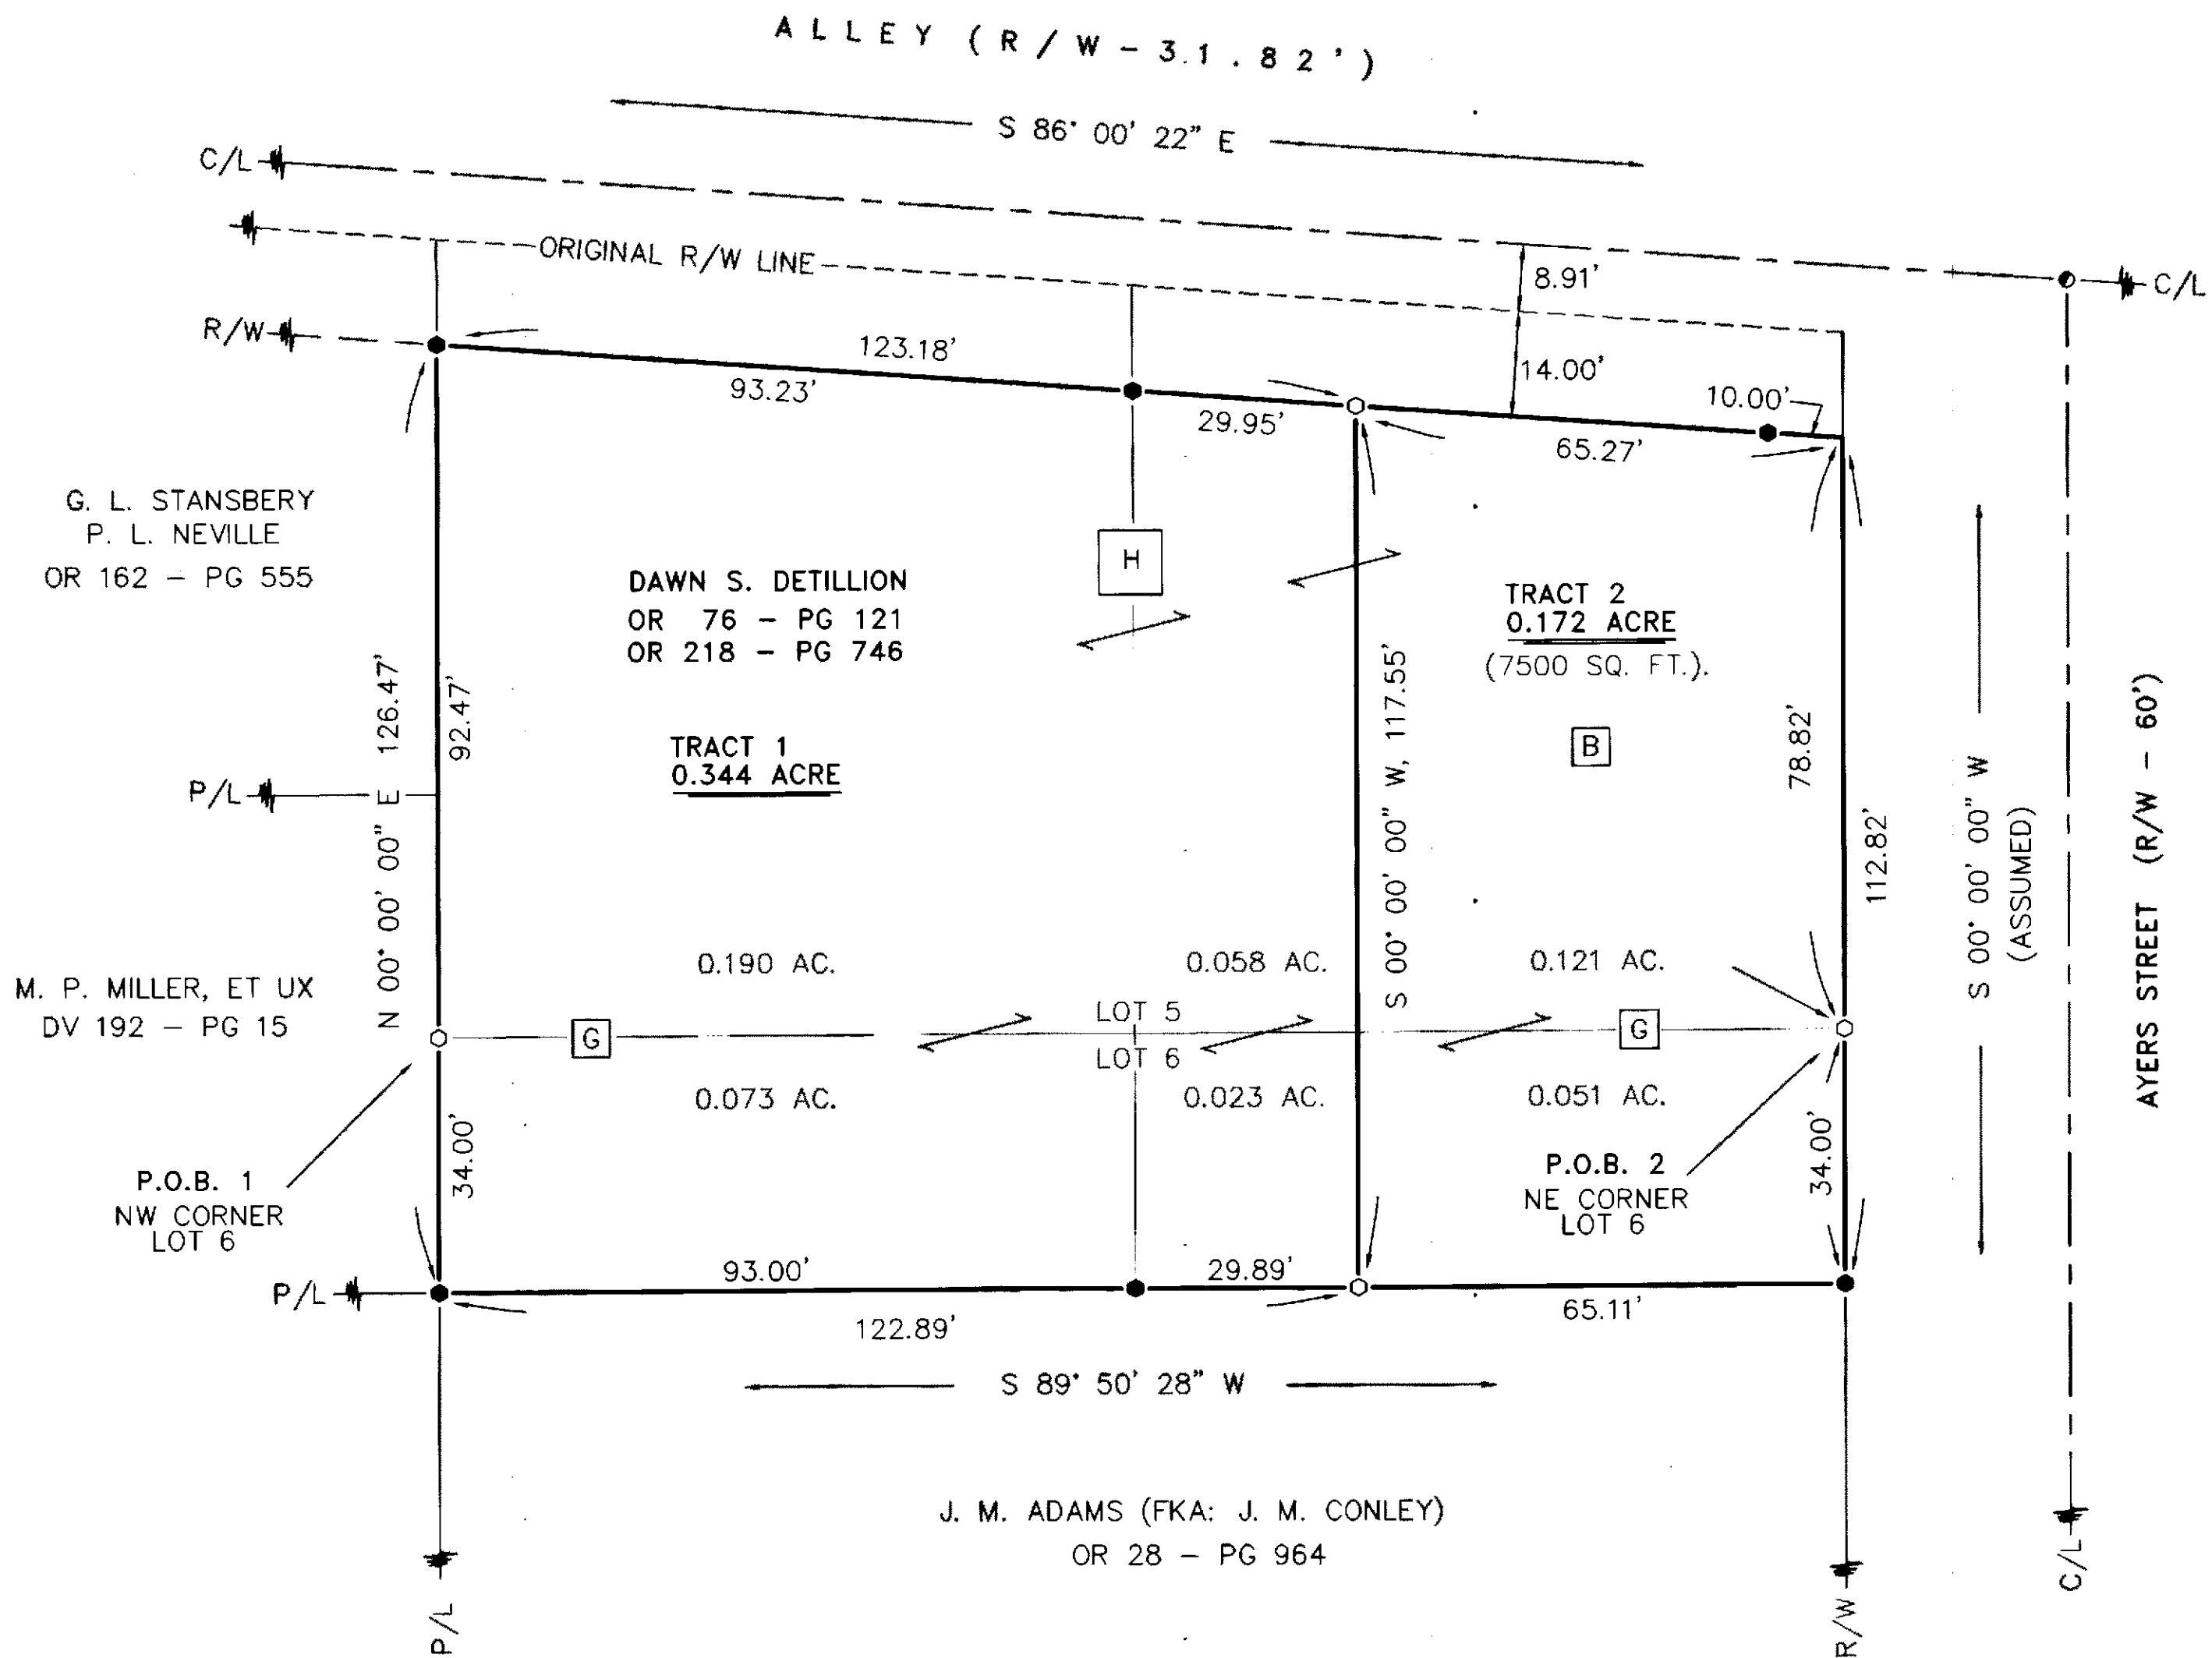 ALLEY (R/W - 31.82')
S 86° 00' 22" E
C/L
C/L
ORIGINAL R/W LINE
8.91'
R/W
123.18'
93.23'
29.95'
14.00'
10.00'
65.27'
G. L. STANSBERY
P. L. NEVILLE
OR 162 - PG 555
H
DAWN S. DETILLION
OR 76 - PG 121
OR 218 - PG 746
TRACT 2
0.172 ACRE
(7500 SQ. FT.).
B
TRACT 1
0.344 ACRE
P/L
N 00° 00' 00" E 126.47'
92.47'
S 00° 00' 00" W, 117.55'
78.82'
112.82'
S 00° 00' 00" W
(ASSUMED)
AYERS STREET (R/W - 60')
0.190 AC.
0.058 AC.
0.121 AC.
M. P. MILLER, ET UX
DV 192 - PG 15
G
LOT 5
LOT 6
G
0.073 AC.
0.023 AC.
0.051 AC.
34.00'
34.00'
P.O.B. 1
NW CORNER
LOT 6
P.O.B. 2
NE CORNER
LOT 6
P/L
93.00'
29.89'
65.11'
122.89'
S 89° 50' 28" W
J. M. ADAMS (FKA: J. M. CONLEY)
OR 28 - PG 964
P/L
R/W
C/L